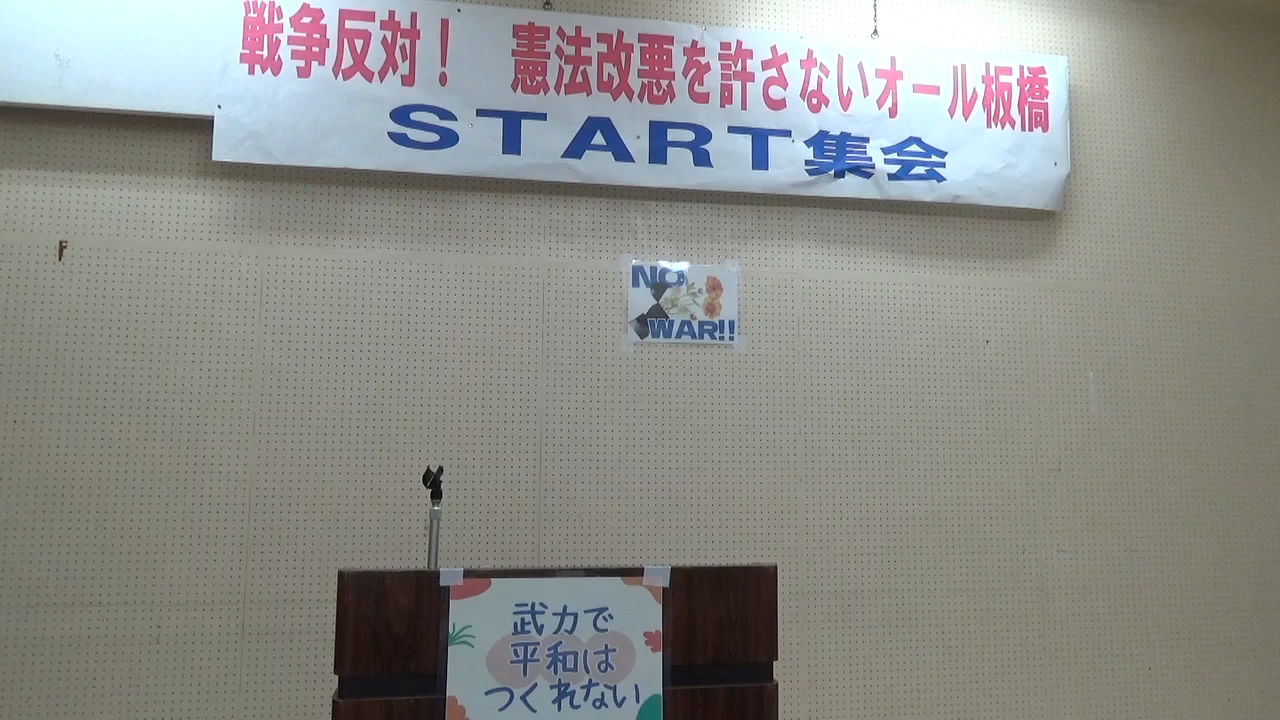 戦争反対！　憲法改悪を許さないオール板橋
START集会
NO
WAR!!
武力で
平和は
つくれない